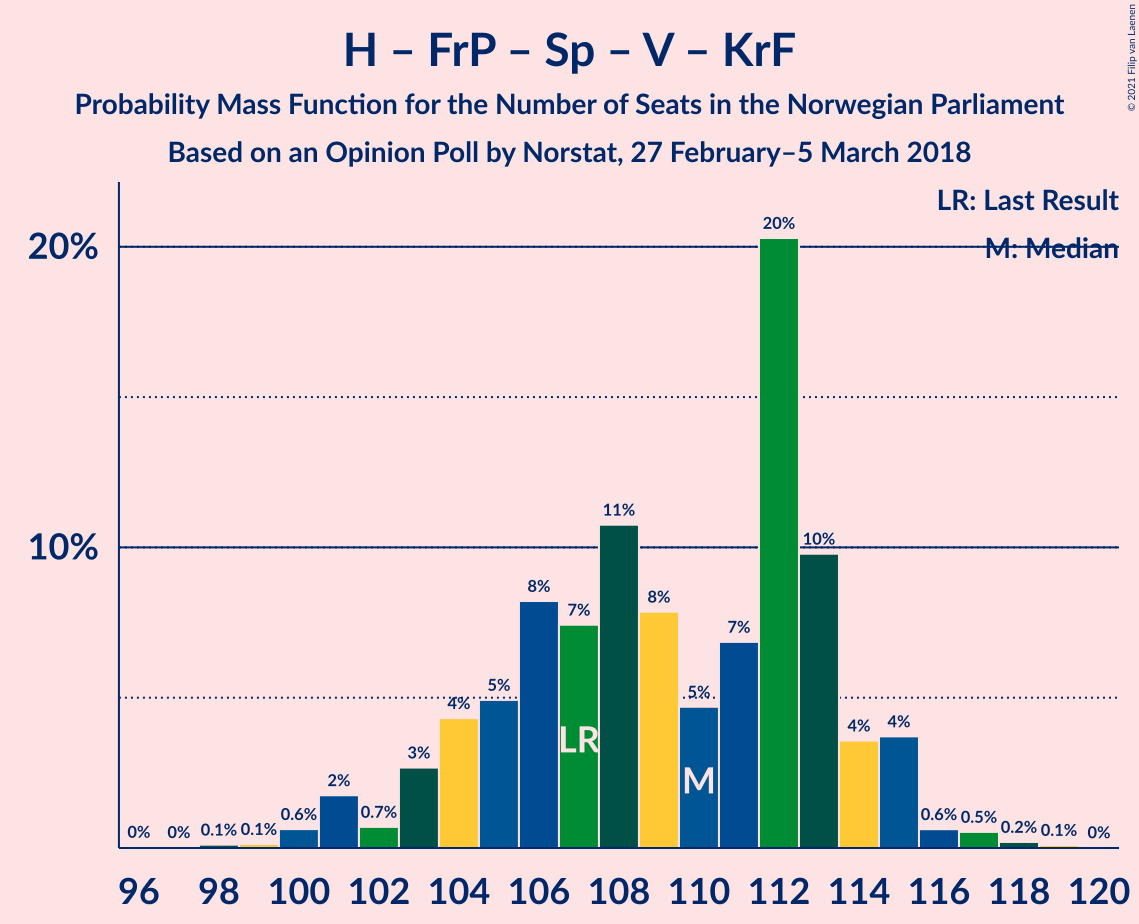 H – FrP – Sp – V – KrF
Probability Mass Function for the Number of Seats in the Norwegian Parliament
Based on an Opinion Poll by Norstat, 27 February–5 March 2018
© 2021 Filip van Laenen
LR: Last Result
M: Median
20%
10%
0% 0% 0.1% 0.1% 0.6% 2% 0.7% 3% 4% 5% 8% 7% 11% 8% 5% 7% 20% 10% 4% 4% 0.6% 0.5% 0.2% 0.1% 0%
LR
M
96 98 100 102 104 106 108 110 112 114 116 118 120